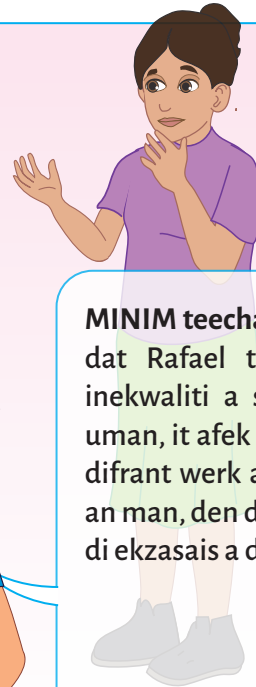 MINIM teecha
dat Rafael t
inekwaliti a s
uman, it afek
difrant werk a
an man, den d
di ekzasais a d